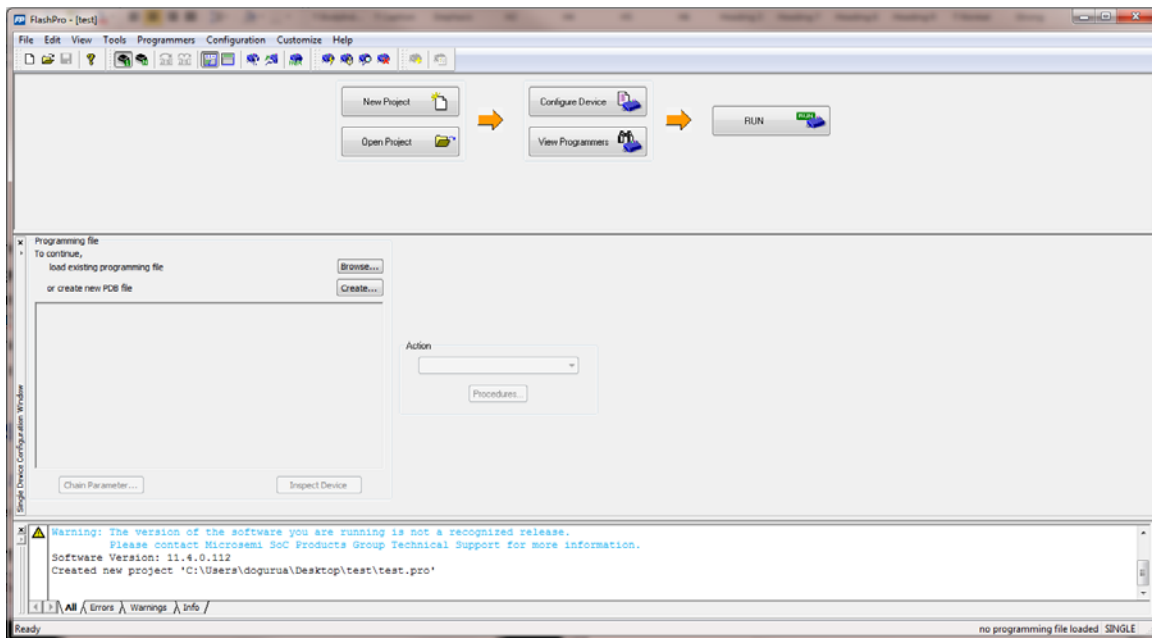 FlashPro - [test]
File Edit View Tools Programmers Configuration Customize Help
New Project
Configure Device
RUN
Open Project
View Programmers
Programming file
To continue,
load existing programming file
Browse...
or create new PDB file
Create...
Action
Procedures...
Chain Parameter...
Inspect Device
Single Device Configuration Window
Warning: The version of the software you are running is not a recognized release.
Please contact Microsemi SoC Products Group Technical Support for more information.
Software Version: 11.4.0.112
Created new project 'C:\Users\dogurua\Desktop\test\test.pro'
All Errors Warnings Info
Ready
no programming file loaded SINGLE